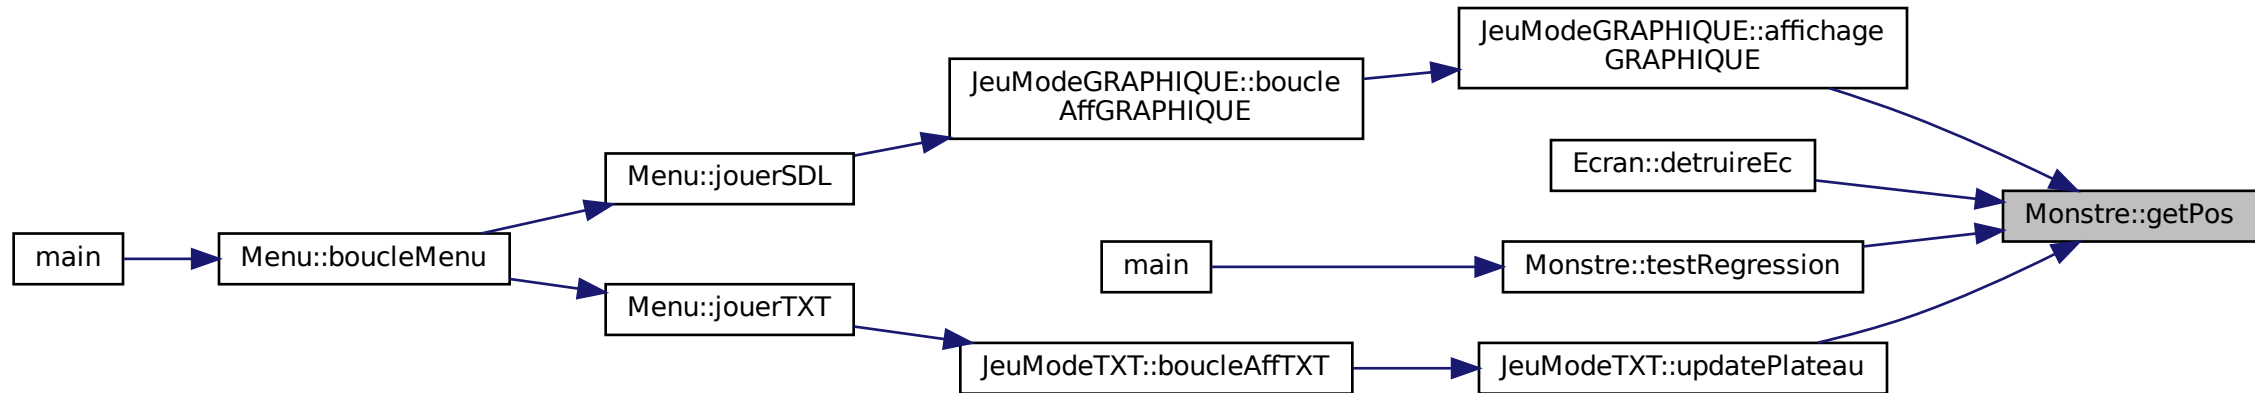 JeuModeGRAPHIQUE::affichage
GRAPHIQUE
JeuModeGRAPHIQUE::boucle
AffGRAPHIQUE
Ecran::detruireEc
Menu::jouerSDL
Monstre::getPos
main
Menu::boucleMenu
main
Monstre::testRegression
Menu::jouerTXT
JeuModeTXT::boucleAffTXT
JeuModeTXT::updatePlateau